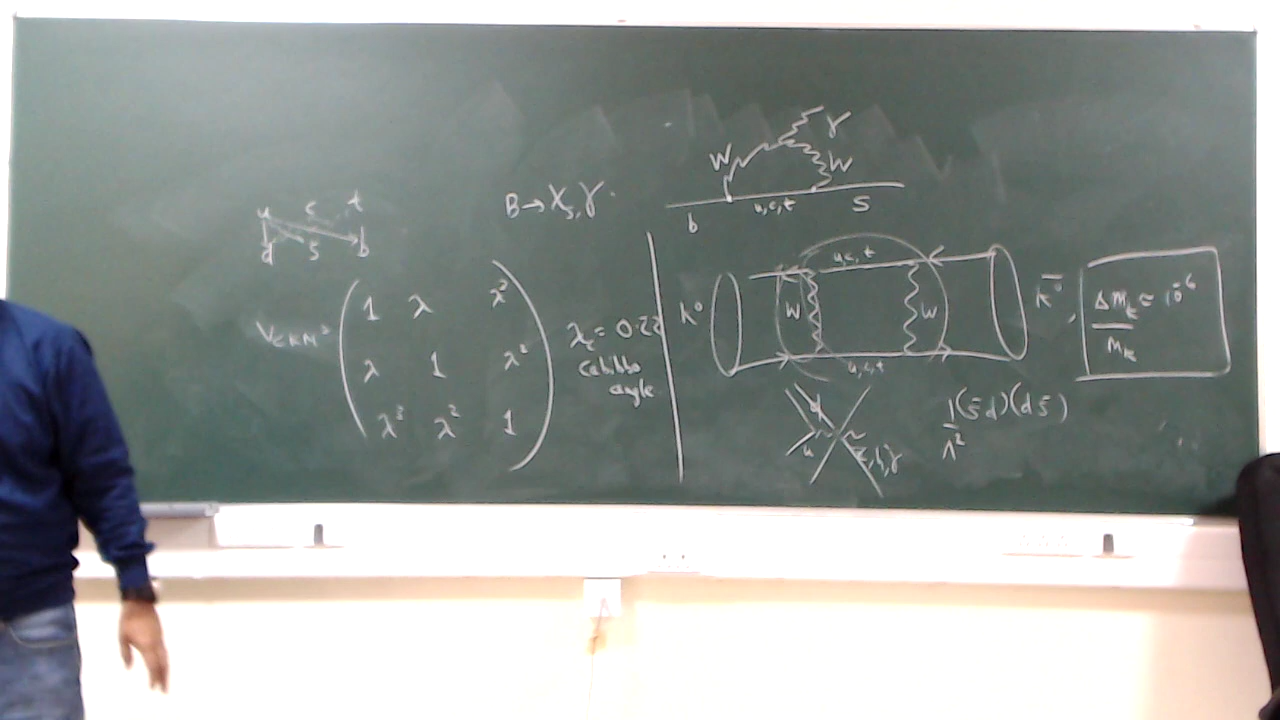 u c t
d s b
V_CKM =
1 λ λ³
λ 1 λ²
λ³ λ² 1
λ_c = 0.22
Cabibbo
angle
B → X_s, γ
W γ W
b u,c,t S
u,c,t
K⁰ W W K̄⁰,
u,c,t
ΔM_K = 10⁻⁶
M_K
u Z,h,γ
1/Λ² (s̄d)(ds̄)